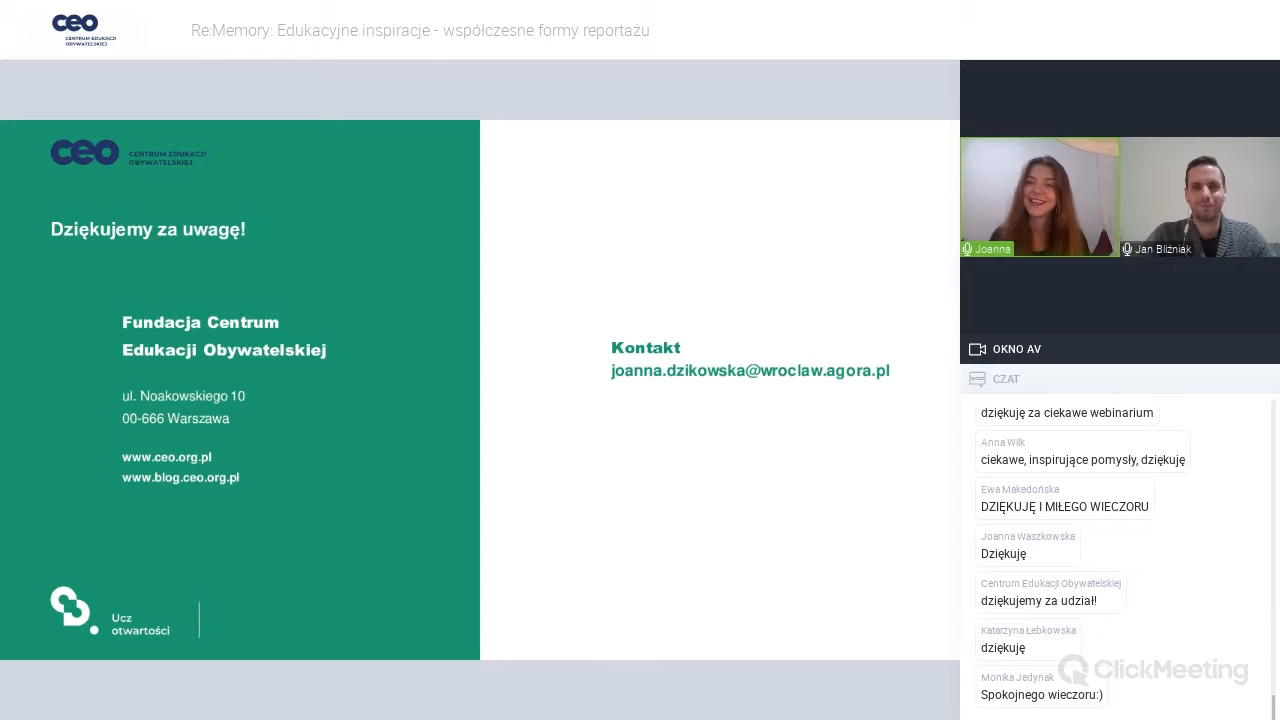 ceo
CENTRUM EDUKACJI
OBYWATELSKIEJ
Re:Memory: Edukacyjne inspiracje - współczesne formy reportażu
ceo
CENTRUM EDUKACJI
OBYWATELSKIEJ
Dziękujemy za uwagę!
Fundacja Centrum
Edukacji Obywatelskiej
ul. Noakowskiego 10
00-666 Warszawa
www.ceo.org.pl
www.blog.ceo.org.pl
Ucz
otwartości
Kontakt
joanna.dzikowska@wroclaw.agora.pl
Joanna
Jan Bliźniak
OKNO AV
CZAT
dziękuję za ciekawe webinarium
Anna Wilk
ciekawe, inspirujące pomysły, dziękuję
Ewa Makedońska
DZIĘKUJĘ I MIŁEGO WIECZORU
Joanna Waszkowska
Dziękuję
Centrum Edukacji Obywatelskiej
dziękujemy za udział!
Katarzyna Łebkowska
dziękuję
Monika Jedynak
Spokojnego wieczoru:)
ClickMeeting